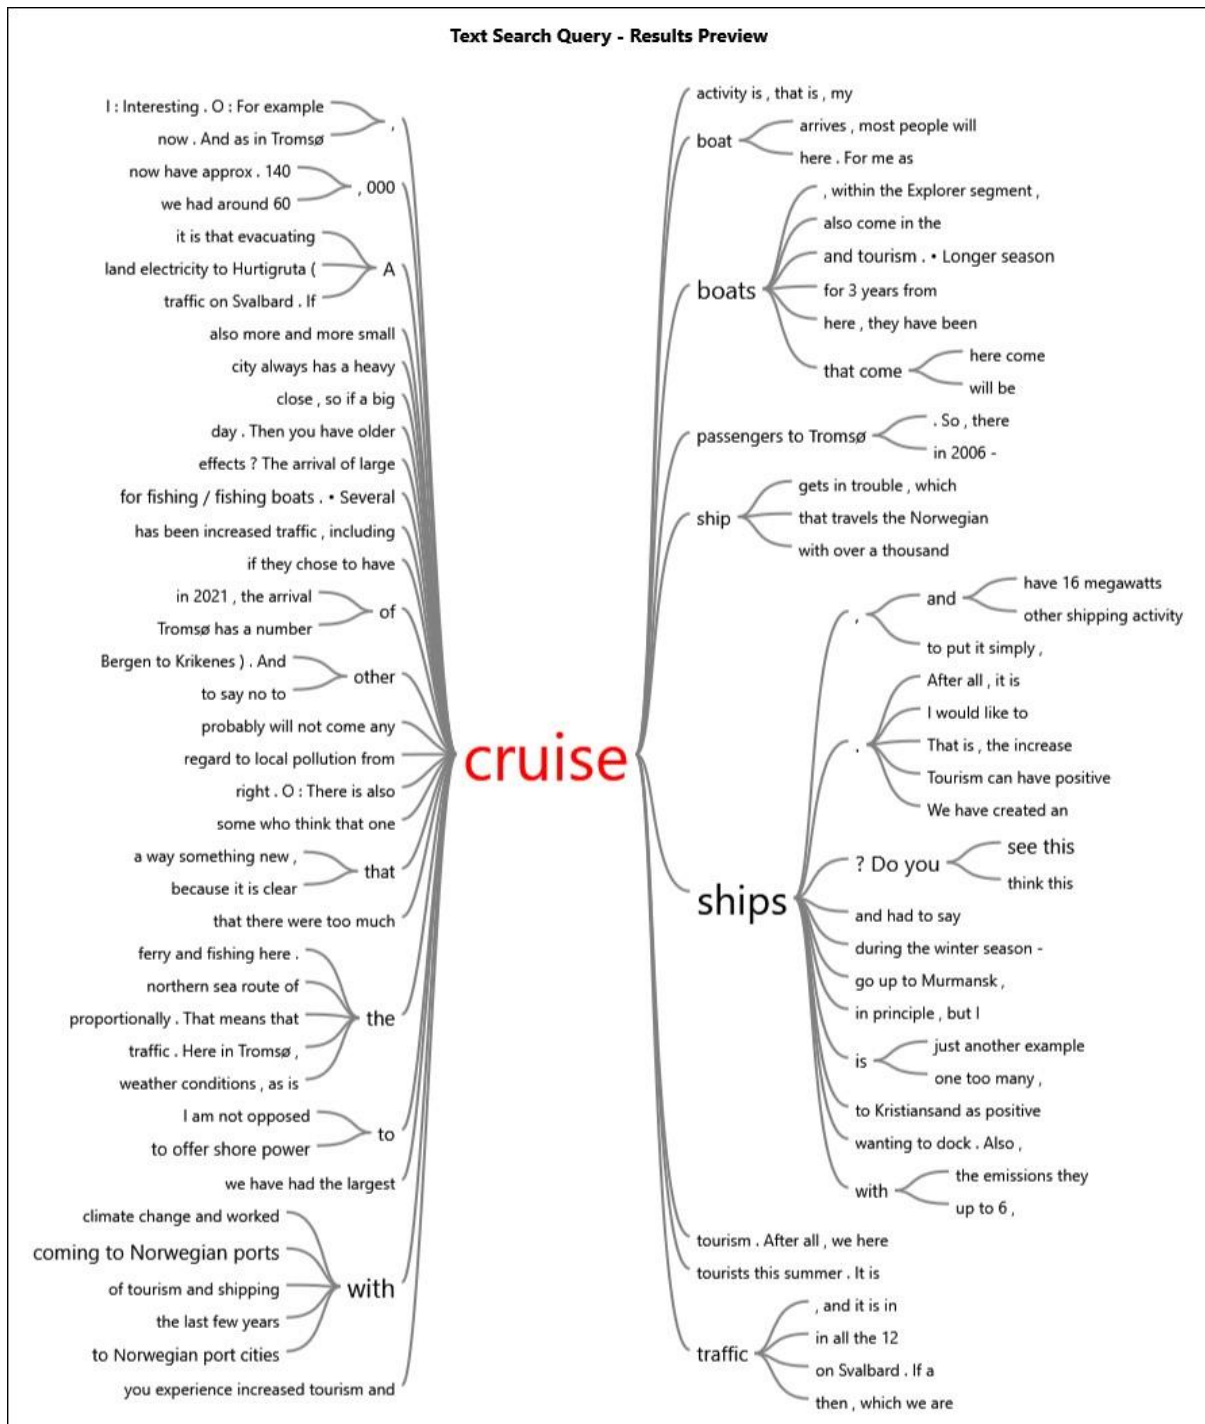 Text Search Query - Results Preview
I : Interesting . O : For example
now . And as in Tromsø
,
now have approx . 140
we had around 60
, 000
it is that evacuating
land electricity to Hurtigruta (
traffic on Svalbard . If
A
also more and more small
city always has a heavy
close , so if a big
day . Then you have older
effects ? The arrival of large
for fishing / fishing boats . • Several
has been increased traffic , including
if they chose to have
in 2021 , the arrival
Tromsø has a number
of
Bergen to Krikenes ) . And
to say no to
other
probably will not come any
regard to local pollution from
right . O : There is also
some who think that one
a way something new ,
because it is clear
that
that there were too much
ferry and fishing here .
northern sea route of
proportionally . That means that
traffic . Here in Tromsø ,
weather conditions , as is
the
I am not opposed
to offer shore power
to
we have had the largest
climate change and worked
coming to Norwegian ports
of tourism and shipping
the last few years
to Norwegian port cities
with
you experience increased tourism and
cruise
activity is , that is , my
boat
arrives , most people will
here . For me as
boats
, within the Explorer segment ,
also come in the
and tourism . • Longer season
for 3 years from
here , they have been
that come
here come
will be
passengers to Tromsø
. So , there
in 2006 -
ship
gets in trouble , which
that travels the Norwegian
with over a thousand
ships
,
and
have 16 megawatts
other shipping activity
to put it simply ,
.
After all , it is
I would like to
That is , the increase
Tourism can have positive
We have created an
? Do you
see this
think this
and had to say
during the winter season -
go up to Murmansk ,
in principle , but I
is
just another example
one too many ,
to Kristiansand as positive
wanting to dock . Also ,
with
the emissions they
up to 6 ,
tourism . After all , we here
tourists this summer . It is
traffic
, and it is in
in all the 12
on Svalbard . If a
then , which we are